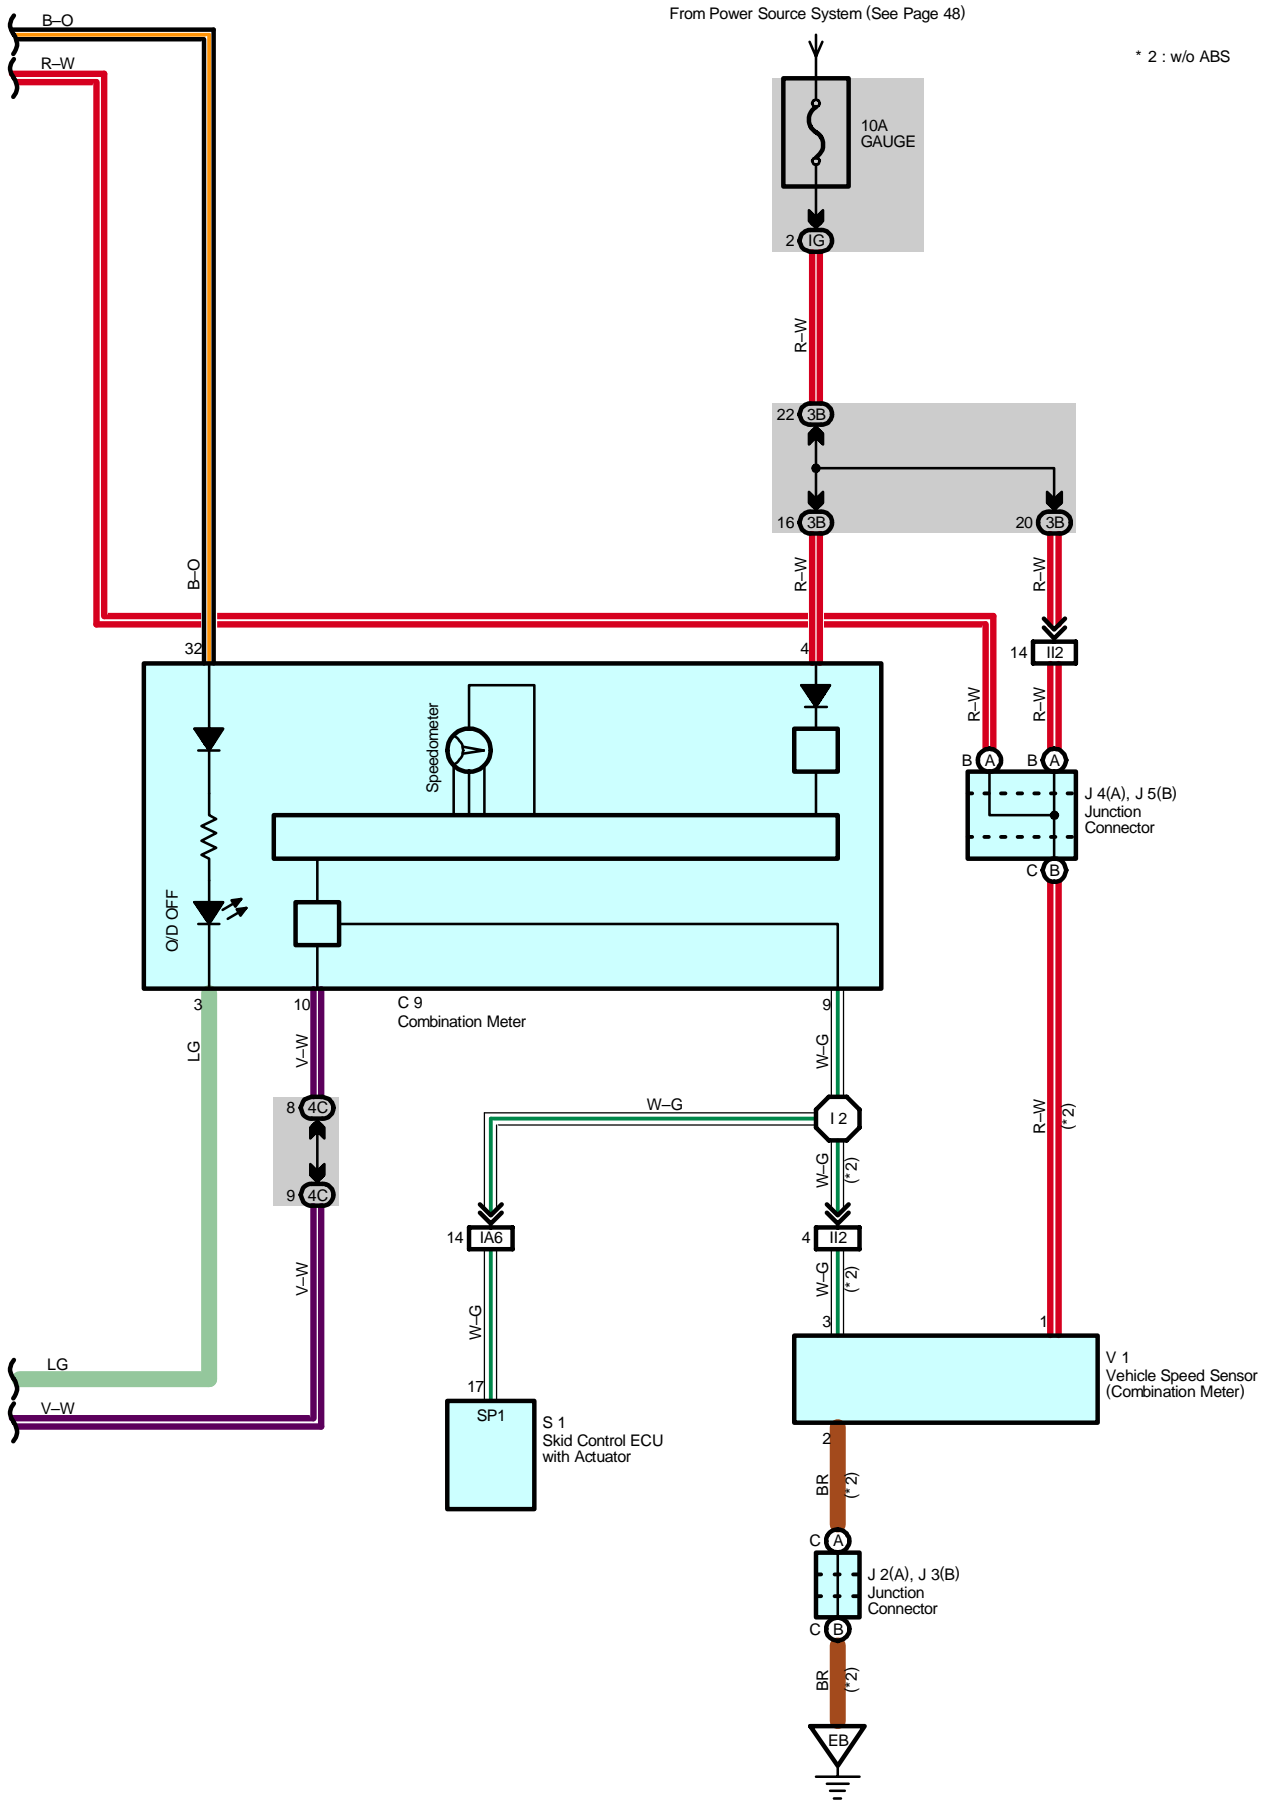 From Power Source System (See Page 48)
B–O
* 2 : w/o ABS
R–W
10A
GAUGE
2 IG
R–W
22 3B
16 3B
20 3B
B–O
R–W
R–W
32
4
14 II2
R–W
R–W
Speedometer
B A
B A
J 4(A), J 5(B)
Junction
Connector
C B
O/D OFF
3
10
C 9
Combination Meter
9
LG
V–W
W–G
8 4C
W–G
I 2
R–W
(* 2)
W–G
(* 2)
9 4C
14 IA6
4 II2
V–W
W–G
W–G
(* 2)
3
1
V 1
Vehicle Speed Sensor
(Combination Meter)
LG
17
V–W
SP1
S 1
Skid Control ECU
with Actuator
2
BR
(* 2)
C A
J 2(A), J 3(B)
Junction
Connector
C B
BR
(* 2)
EB